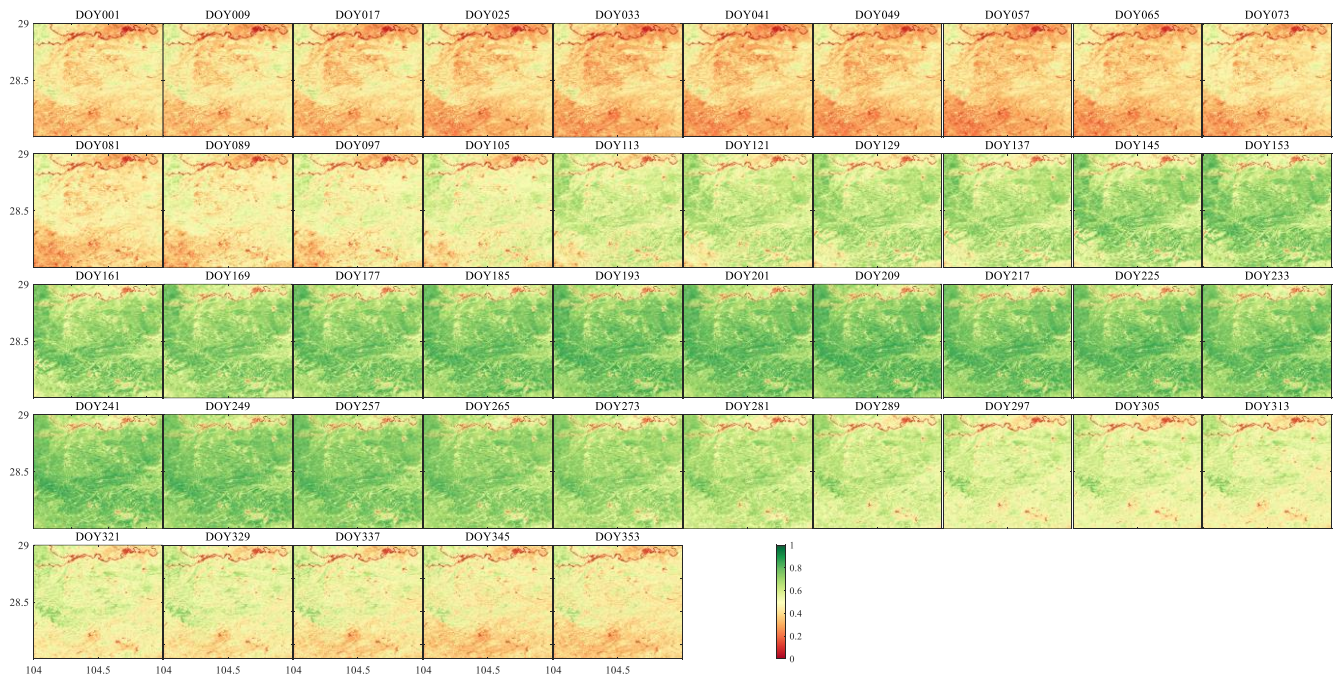 DOY001 DOY009 DOY017 DOY025 DOY033 DOY041 DOY049 DOY057 DOY065 DOY073
29
28.5
DOY081 DOY089 DOY097 DOY105 DOY113 DOY121 DOY129 DOY137 DOY145 DOY153
29
28.5
DOY161 DOY169 DOY177 DOY185 DOY193 DOY201 DOY209 DOY217 DOY225 DOY233
29
28.5
DOY241 DOY249 DOY257 DOY265 DOY273 DOY281 DOY289 DOY297 DOY305 DOY313
29
28.5
DOY321 DOY329 DOY337 DOY345 DOY353
29
28.5
104 104.5 104 104.5 104 104.5 104 104.5 104 104.5
1
0.8
0.6
0.4
0.2
0